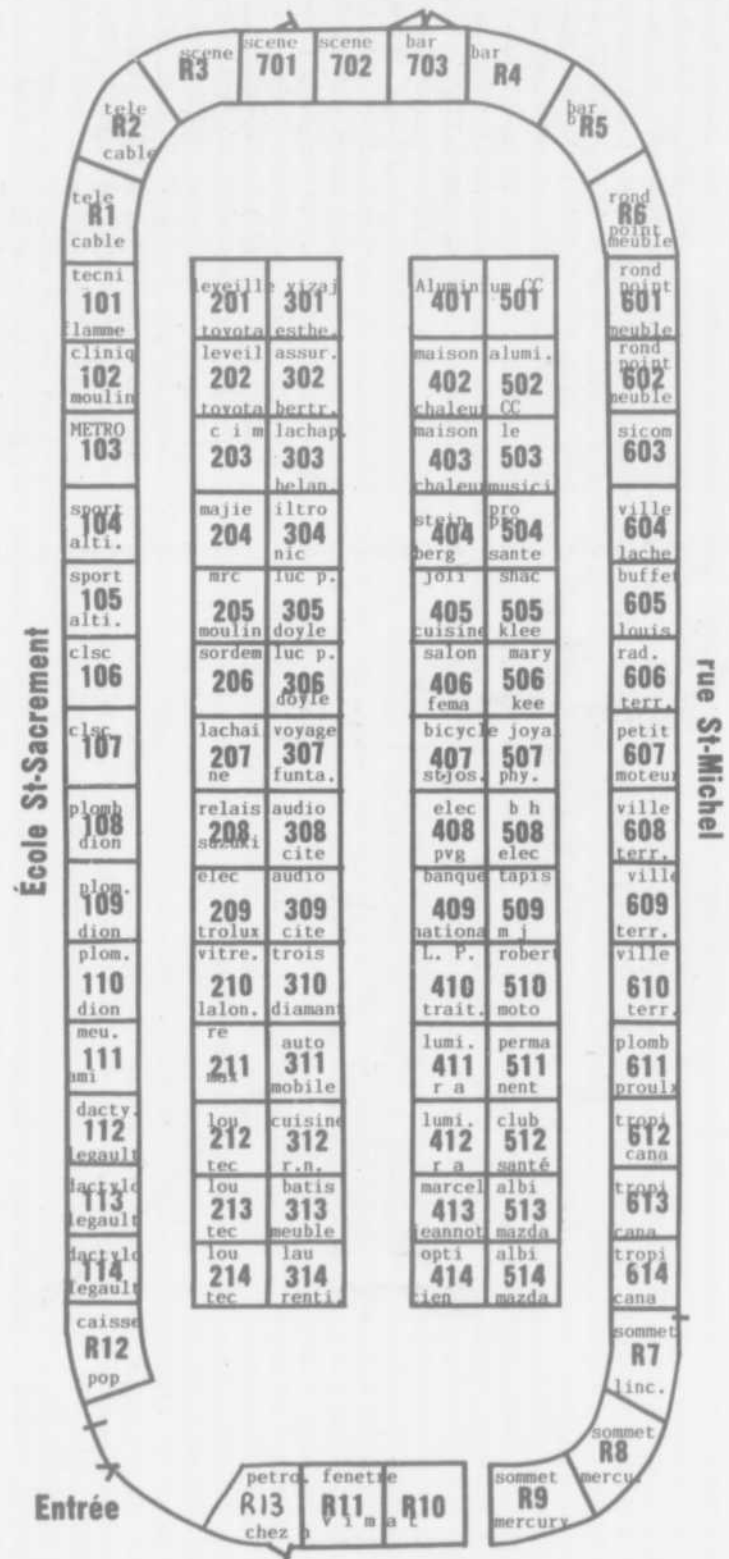 scene
R3
scene
701
scene
702
bar
703
bar
R4
bar
R5
tele
R2
cable
tele
R1
cable
rond
R6
point
meuble
tecni
101
flamme
cliniq
102
moulin
METRO
103
sport
104
alti.
sport
105
alti.
clsc
106
clsc
107
plomb
108
dion
plom.
109
dion
plom.
110
dion
meu.
111
ami
dacty.
112
legault
dactylo
113
legault
dactylo
114
legault
caisse
R12
pop
leveille
201
toyota
leveil
202
toyota
c i m
203
majie
204
mrc
205
moulin
sordem
206
lachai
207
ne
relais
208
suzuki
elec
209
trolux
vitre.
210
lalon.
re
211
max
lou
212
tec
lou
213
tec
lou
214
tec
vizaj
301
esthe.
assur.
302
bertr.
lachap.
303
belan.
iltro
304
nic
luc p.
305
doyle
luc p.
306
doyle
voyage
307
funta.
audio
308
cite
audio
309
cite
trois
310
diamant
auto
311
mobile
cuisine
312
r.n.
batis
313
meuble
lau
314
renti.
Aluminium CC
401 501
maison
402
chaleur
maison
403
chaleur
stein
404
berg
joli
405
cuisine
salon
406
fema
bicycle
407
st-jos.
elec
408
pvg
banque
409
nationa
L. P.
410
trait.
lumi.
411
r a
lumi.
412
r a
marcel
413
jeannot
opti
414
cien
alumi.
502
CC
le
503
musici
pro
504
sante
shac
505
klee
mary
506
kee
joya
507
phy.
b h
508
elec
tapis
509
m j
robert
510
moto
perma
511
nent
club
512
santé
albi
513
mazda
albi
514
mazda
rond
point
601
meuble
rond
point
602
meuble
sicom
603
ville
604
lache
buffet
605
louis
rad.
606
terr.
petit
607
moteur
ville
608
terr.
ville
609
terr.
ville
610
terr.
plomb
611
proulx
tropi
612
cana
tropi
613
cana
tropi
614
cana
sommet
R7
linc.
sommet
R8
mercur
sommet
R9
mercury
petro. fenetre
R13 R11 R10
chez n v i m a t
École St-Sacrement
rue St-Michel
Entrée